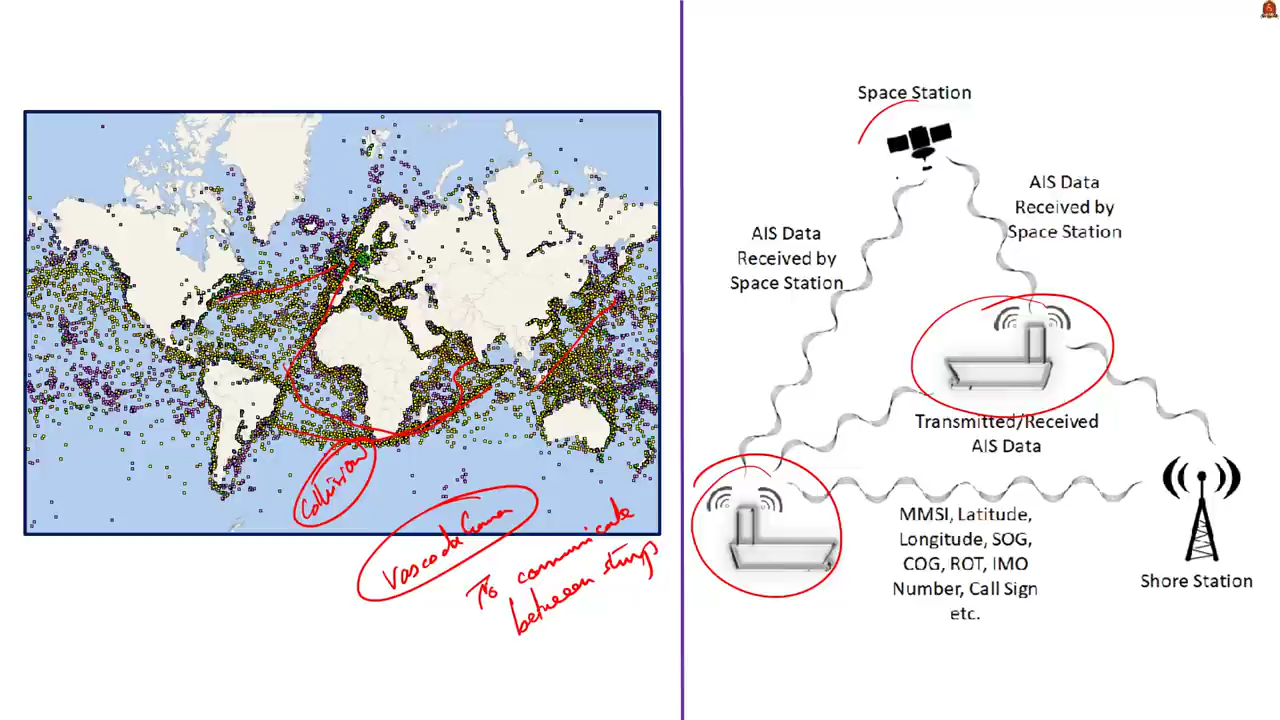 Collision
Vasco da Gama
To communicate
between ships
Space Station
AIS Data
Received by
Space Station
AIS Data
Received by
Space Station
Transmitted/Received
AIS Data
MMSI, Latitude,
Longitude, SOG,
COG, ROT, IMO
Number, Call Sign
etc.
Shore Station